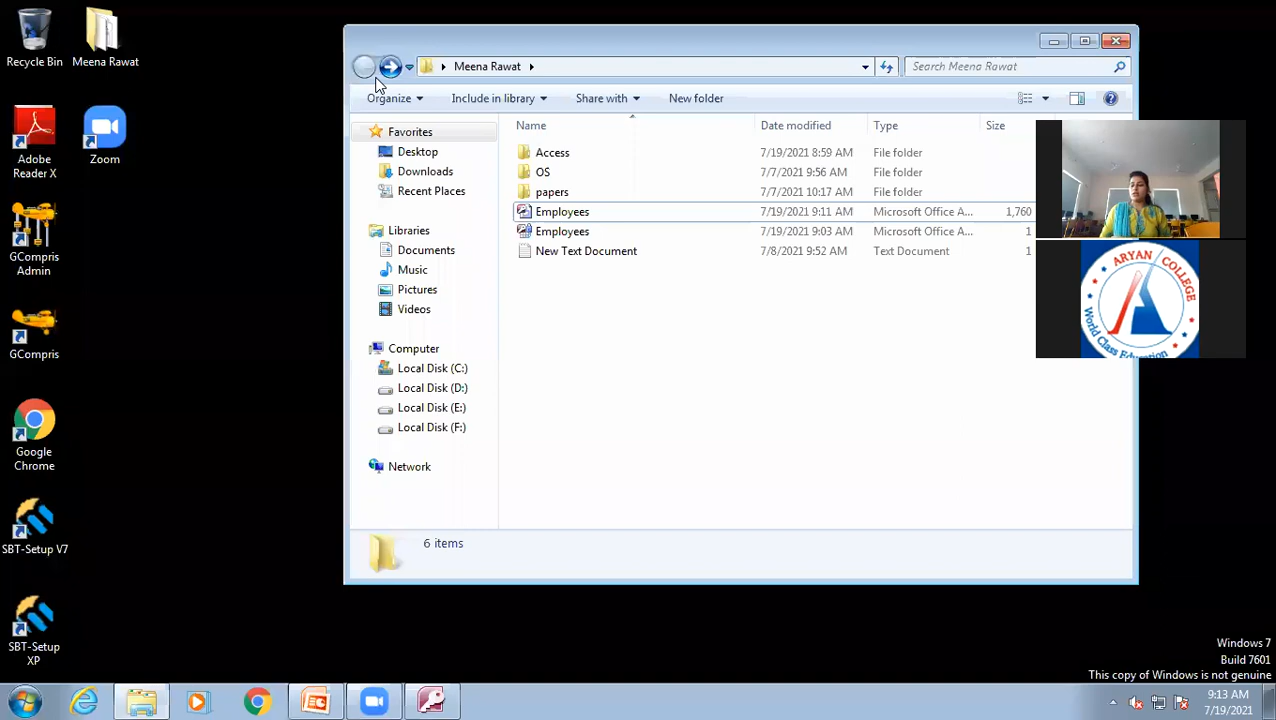 Recycle Bin
Meena Rawat
Adobe
Reader X
Zoom
GCompris
Admin
GCompris
Google
Chrome
SBT-Setup V7
SBT-Setup
XP
Meena Rawat
Search Meena Rawat
Organize
Include in library
Share with
New folder
Favorites
Desktop
Downloads
Recent Places
Libraries
Documents
Music
Pictures
Videos
Computer
Local Disk (C:)
Local Disk (D:)
Local Disk (E:)
Local Disk (F:)
Network
Name Date modified Type Size
Access 7/19/2021 8:59 AM File folder
OS 7/7/2021 9:56 AM File folder
papers 7/7/2021 10:17 AM File folder
Employees 7/19/2021 9:11 AM Microsoft Office A... 1,760
Employees 7/19/2021 9:03 AM Microsoft Office A... 1
New Text Document 7/8/2021 9:52 AM Text Document 1
6 items
ARYAN COLLEGE
World Class Education
Windows 7
Build 7601
This copy of Windows is not genuine
9:13 AM
7/19/2021